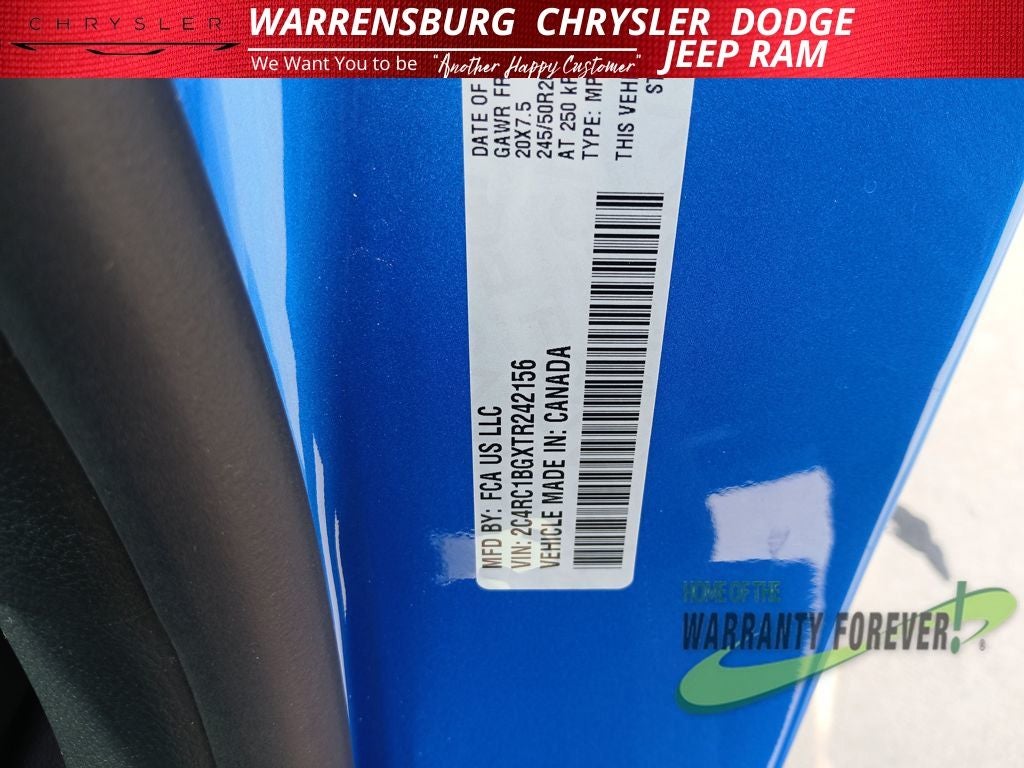 CHRYSLER
WARRENSBURG CHRYSLER DODGE
JEEP RAM
We Want You to be "Another Happy Customer"
MFD BY: FCA US LLC
VIN: 2C4RC1BGXTR242156
VEHICLE MADE IN: CANADA
DATE OF
GAWR FR
20X7.5
245/50R2
AT 250 kP
TYPE: MP
THIS VEHI
ST
HOME OF THE
WARRANTY FOREVER!
®